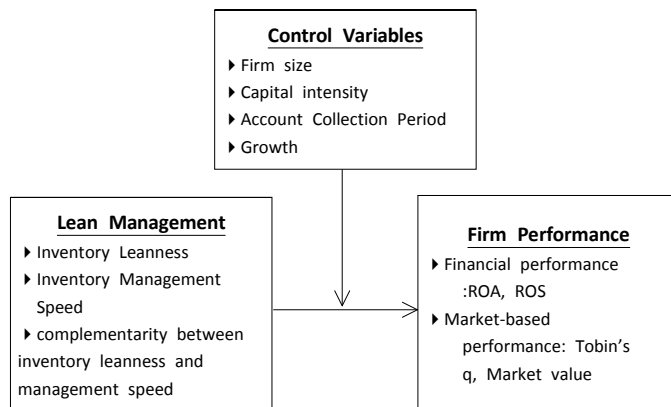 Control Variables
▸ Firm size
▸ Capital intensity
▸ Account Collection Period
▸ Growth
Lean Management
▸ Inventory Leanness
▸ Inventory Management
Speed
▸ complementarity between
inventory leanness and
management speed
Firm Performance
▸ Financial performance
:ROA, ROS
▸ Market-based
performance: Tobin’s
q, Market value